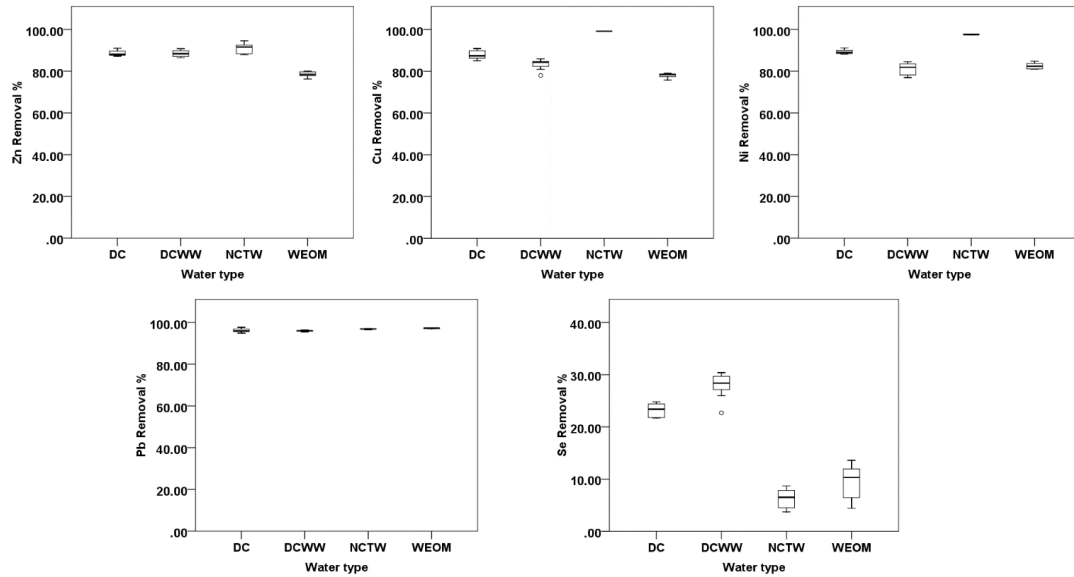 Zn Removal %
100.00
80.00
60.00
40.00
20.00
.00
DC DCWW NCTW WEOM
Water type
Cu Removal %
100.00
80.00
60.00
40.00
20.00
.00
DC DCWW NCTW WEOM
Water type
Ni Removal %
100.00
80.00
60.00
40.00
20.00
.00
DC DCWW NCTW WEOM
Water type
Pb Removal %
100.00
80.00
60.00
40.00
20.00
.00
DC DCWW NCTW WEOM
Water type
Se Removal %
40.00
30.00
20.00
10.00
.00
DC DCWW NCTW WEOM
Water type